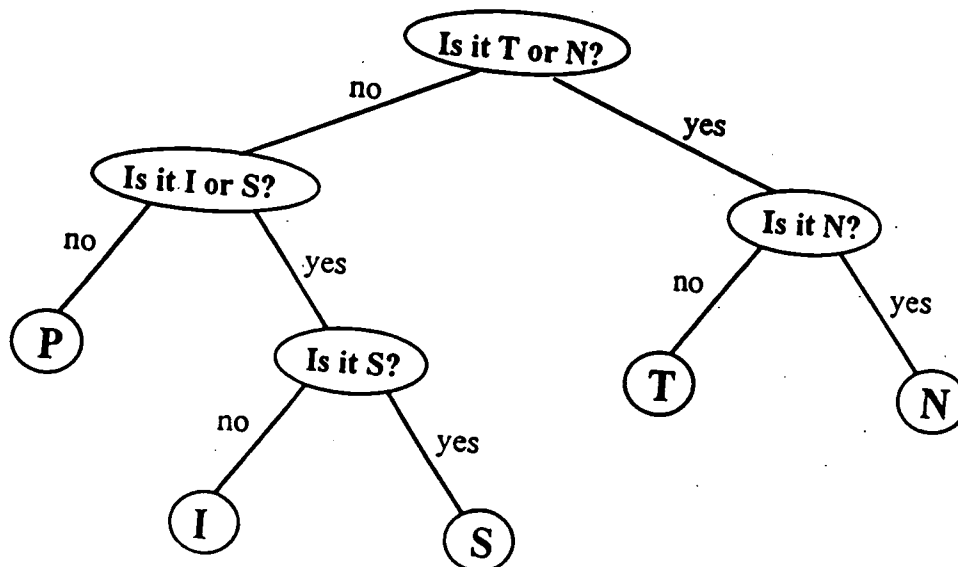 Is it T or N?
no
yes
Is it I or S?
Is it N?
no
yes
no
yes
P
Is it S?
T
N
no
yes
I
S